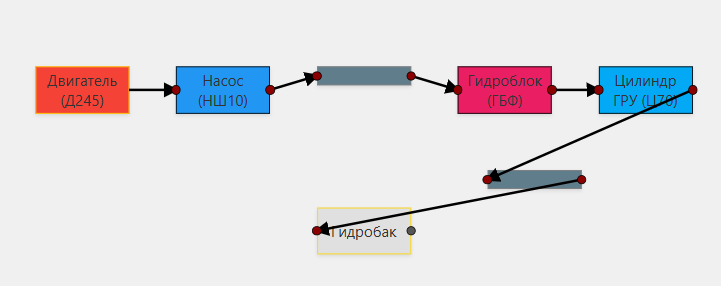 Двигатель
(Д245)
Насос
(НШ10)
Гидроблок
(ГБФ)
Цилиндр
ГРУ (Ц70)
Гидробак